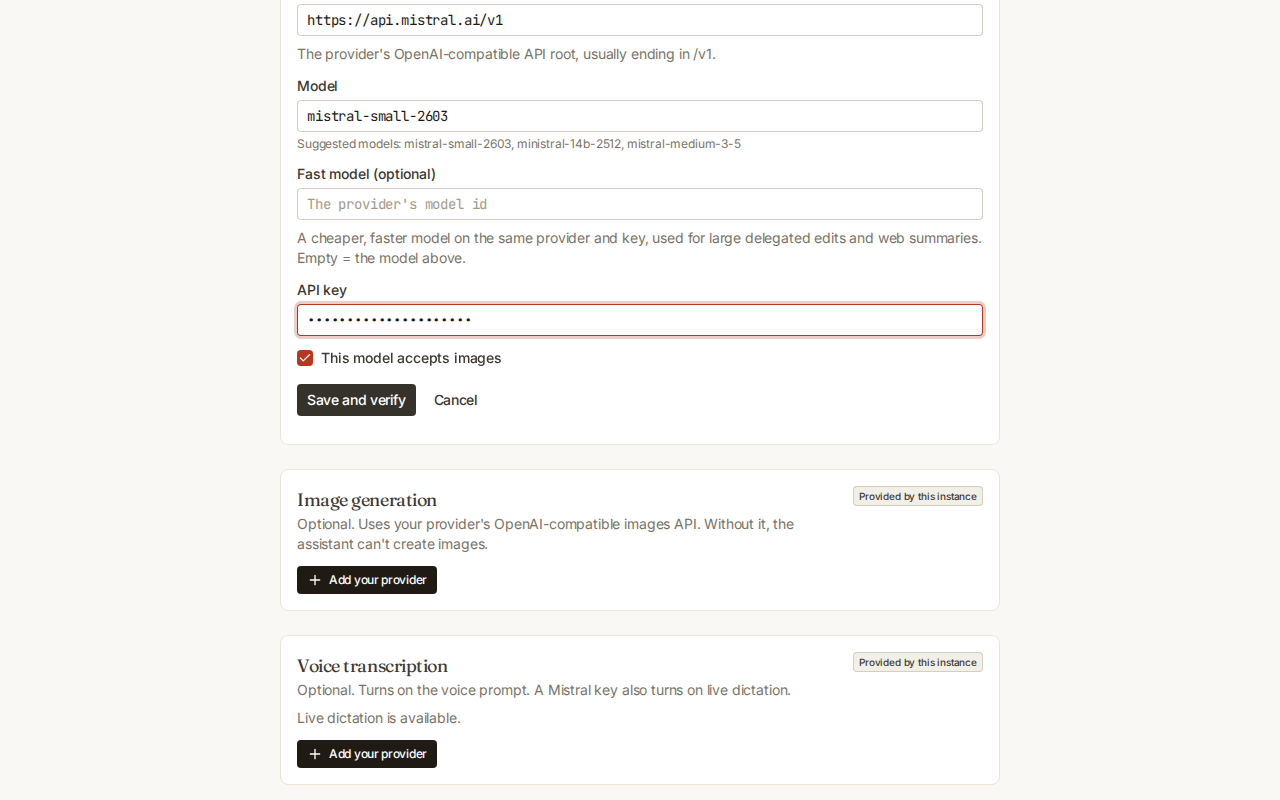 https://api.mistral.ai/v1
The provider's OpenAI-compatible API root, usually ending in /v1.
Model
mistral-small-2603
Suggested models: mistral-small-2603, ministral-14b-2512, mistral-medium-3-5
Fast model (optional)
The provider's model id
A cheaper, faster model on the same provider and key, used for large delegated edits and web summaries.
Empty = the model above.
API key
•••••••••••••••••••••
This model accepts images
Save and verify
Cancel
Image generation
Provided by this instance
Optional. Uses your provider's OpenAI-compatible images API. Without it, the
assistant can't create images.
Add your provider
Voice transcription
Provided by this instance
Optional. Turns on the voice prompt. A Mistral key also turns on live dictation.
Live dictation is available.
Add your provider